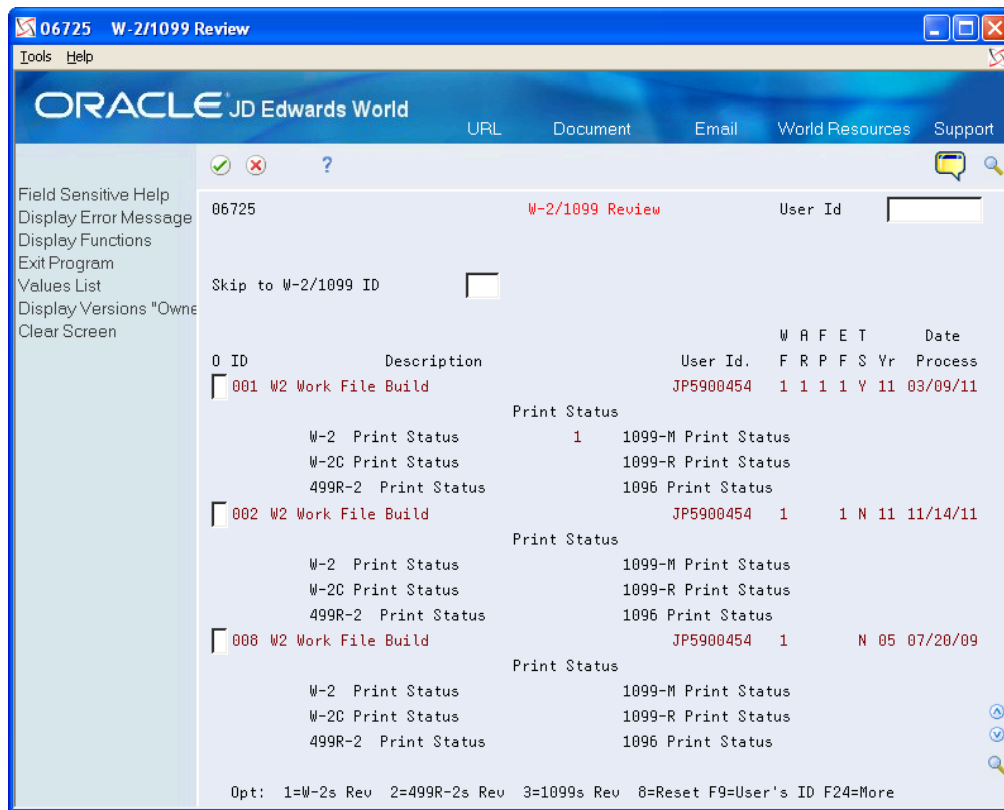 06725 W-2/1099 Review
Tools Help
ORACLE JD Edwards World
URL Document Email World Resources Support
Field Sensitive Help
Display Error Message
Display Functions
Exit Program
Values List
Display Versions "Owne
Clear Screen
?
06725 W-2/1099 Review User Id
Skip to W-2/1099 ID
W A F E T Date
O ID Description User Id. F R P F S Yr Process
001 W2 Work File Build JP5900454 1 1 1 1 Y 11 03/09/11
Print Status
W-2 Print Status 1 1099-M Print Status
W-2C Print Status 1099-R Print Status
499R-2 Print Status 1096 Print Status
002 W2 Work File Build JP5900454 1 1 N 11 11/14/11
Print Status
W-2 Print Status 1099-M Print Status
W-2C Print Status 1099-R Print Status
499R-2 Print Status 1096 Print Status
008 W2 Work File Build JP5900454 1 N 05 07/20/09
Print Status
W-2 Print Status 1099-M Print Status
W-2C Print Status 1099-R Print Status
499R-2 Print Status 1096 Print Status
Opt: 1=W-2s Rev 2=499R-2s Rev 3=1099s Rev 8=Reset F9=User's ID F24=More